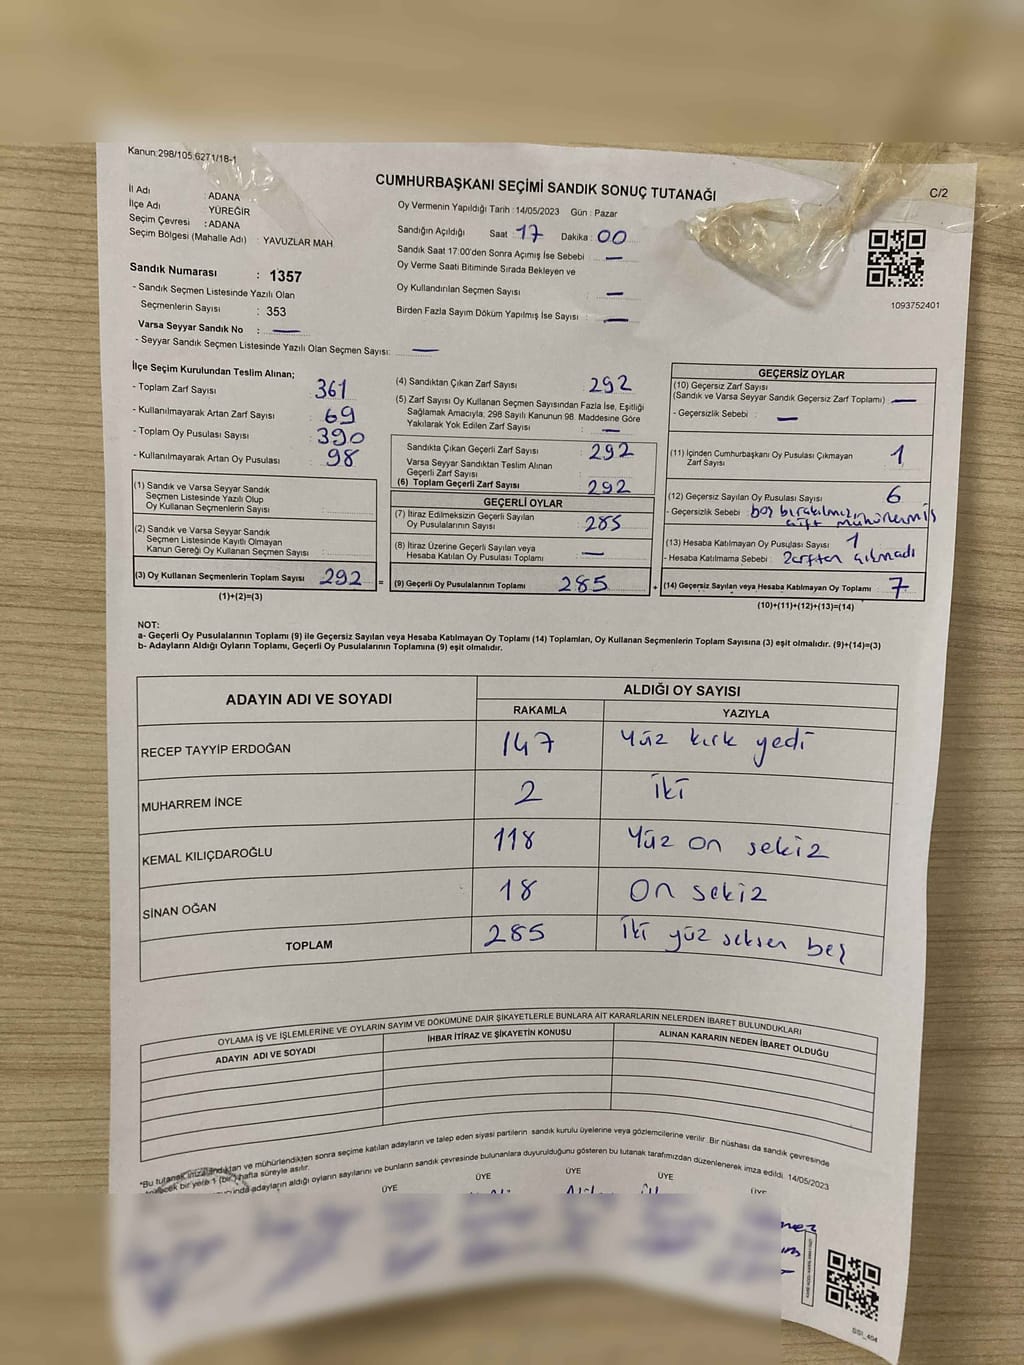 Kanun:298/105,6271/18-1
CUMHURBAŞKANI SEÇİMİ SANDIK SONUÇ TUTANAĞI
C/2
İl Adı : ADANA
İlçe Adı : YÜREĞİR
Seçim Çevresi : ADANA
Seçim Bölgesi (Mahalle Adı) : YAVUZLAR MAH.
Sandık Numarası : 1357
- Sandık Seçmen Listesinde Yazılı Olan
Seçmenlerin Sayısı : 353
Varsa Seyyar Sandık No : —
- Seyyar Sandık Seçmen Listesinde Yazılı Olan Seçmen Sayısı: —
Oy Vermenin Yapıldığı Tarih : 14/05/2023 Gün : Pazar
Sandığın Açıldığı Saat : 17 Dakika : 00
Sandık Saat 17:00'den Sonra Açımış İse Sebebi : —
Oy Verme Saati Bitiminde Sırada Bekleyen ve
Oy Kullandırılan Seçmen Sayısı : —
Birden Fazla Sayım Döküm Yapılmış İse Sayısı : —
1093752401
İlçe Seçim Kurulundan Teslim Alınan;
- Toplam Zarf Sayısı : 361
- Kullanılmayarak Artan Zarf Sayısı : 69
- Toplam Oy Pusulası Sayısı : 390
- Kullanılmayarak Artan Oy Pusulası : 98
(1) Sandık ve Varsa Seyyar Sandık
Seçmen Listesinde Yazılı Olup
Oy Kullanan Seçmenlerin Sayısı :
(2) Sandık ve Varsa Seyyar Sandık
Seçmen Listesinde Kayıtlı Olmayan
Kanun Gereği Oy Kullanan Seçmen Sayısı :
(3) Oy Kullanan Seçmenlerin Toplam Sayısı 292 =
(1)+(2)=(3)
(4) Sandıktan Çıkan Zarf Sayısı : 292
(5) Zarf Sayısı Oy Kullanan Seçmen Sayısından Fazla İse, Eşitliği
Sağlamak Amacıyla; 298 Sayılı Kanunun 98. Maddesine Göre
Yakılarak Yok Edilen Zarf Sayısı : —
Sandıkta Çıkan Geçerli Zarf Sayısı : 292
Varsa Seyyar Sandıktan Teslim Alınan
Geçerli Zarf Sayısı :
(6) Toplam Geçerli Zarf Sayısı : 292
GEÇERLİ OYLAR
(7) İtiraz Edilmeksizin Geçerli Sayılan
Oy Pusulalarının Sayısı : 285
(8) İtiraz Üzerine Geçerli Sayılan veya
Hesaba Katılan Oy Pusulası Toplamı : —
(9) Geçerli Oy Pusulalarının Toplamı : 285 +
GEÇERSİZ OYLAR
(10) Geçersiz Zarf Sayısı
(Sandık ve Varsa Seyyar Sandık Geçersiz Zarf Toplamı) —
- Geçersizlik Sebebi : —
(11) İçinden Cumhurbaşkanı Oy Pusulası Çıkmayan
Zarf Sayısı : 1
(12) Geçersiz Sayılan Oy Pusulası Sayısı : 6
- Geçersizlik Sebebi : boş bırakılmış
çift mühürlenmiş
(13) Hesaba Katılmayan Oy Pusulası Sayısı : 1
- Hesaba Katılmama Sebebi : Zarftan çıkmadı
(14) Geçersiz Sayılan veya Hesaba Katılmayan Oy Toplamı : 7
(10)+(11)+(12)+(13)=(14)
NOT:
a- Geçerli Oy Pusulalarının Toplamı (9) ile Geçersiz Sayılan veya Hesaba Katılmayan Oy Toplamı (14) Toplamları, Oy Kullanan Seçmenlerin Toplam Sayısına (3) eşit olmalıdır. (9)+(14)=(3)
b- Adayların Aldığı Oyların Toplamı, Geçerli Oy Pusulalarının Toplamına (9) eşit olmalıdır.
ADAYIN ADI VE SOYADI
ALDIĞI OY SAYISI
RAKAMLA YAZIYLA
RECEP TAYYİP ERDOĞAN 147 Yüz kırk yedi
MUHARREM İNCE 2 İki
KEMAL KILIÇDAROĞLU 118 Yüz on sekiz
SİNAN OĞAN 18 On sekiz
TOPLAM 285 İki yüz seksen beş
OYLAMA İŞ VE İŞLEMLERİNE VE OYLARIN SAYIM VE DÖKÜMÜNE DAİR ŞİKAYETLERLE BUNLARA AİT KARARLARIN NELERDEN İBARET BULUNDUKLARI
ADAYIN ADI VE SOYADI İHBAR İTİRAZ VE ŞİKAYETİN KONUSU ALINAN KARARIN NEDEN İBARET OLDUĞU
"Bu tutanak imzalandıktan ve mühürlendikten sonra seçime katılan adayların ve talep eden siyasi partilerin sandık kurulu üyelerine veya gözlemcilerine verilir. Bir nüshası da sandık çevresinde
bir yere 1 (bir) hafta süreyle asılır.
adayların aldığı oyların sayılarını ve bunların sandık çevresinde bulunanlara duyurulduğunu gösteren bu tutanak tarafımızdan düzenlenerek imza edildi. 14/05/2023
ÜYE ÜYE ÜYE ÜYE ÜYE